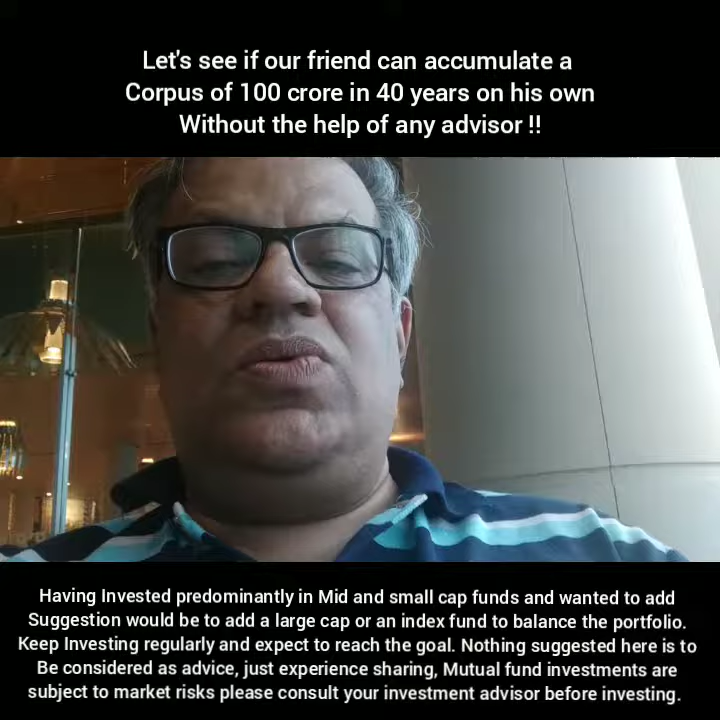 Let's see if our friend can accumulate a
Corpus of 100 crore in 40 years on his own
Without the help of any advisor !!
Having Invested predominantly in Mid and small cap funds and wanted to add
Suggestion would be to add a large cap or an index fund to balance the portfolio.
Keep Investing regularly and expect to reach the goal. Nothing suggested here is to
Be considered as advice, just experience sharing, Mutual fund investments are
subject to market risks please consult your investment advisor before investing.